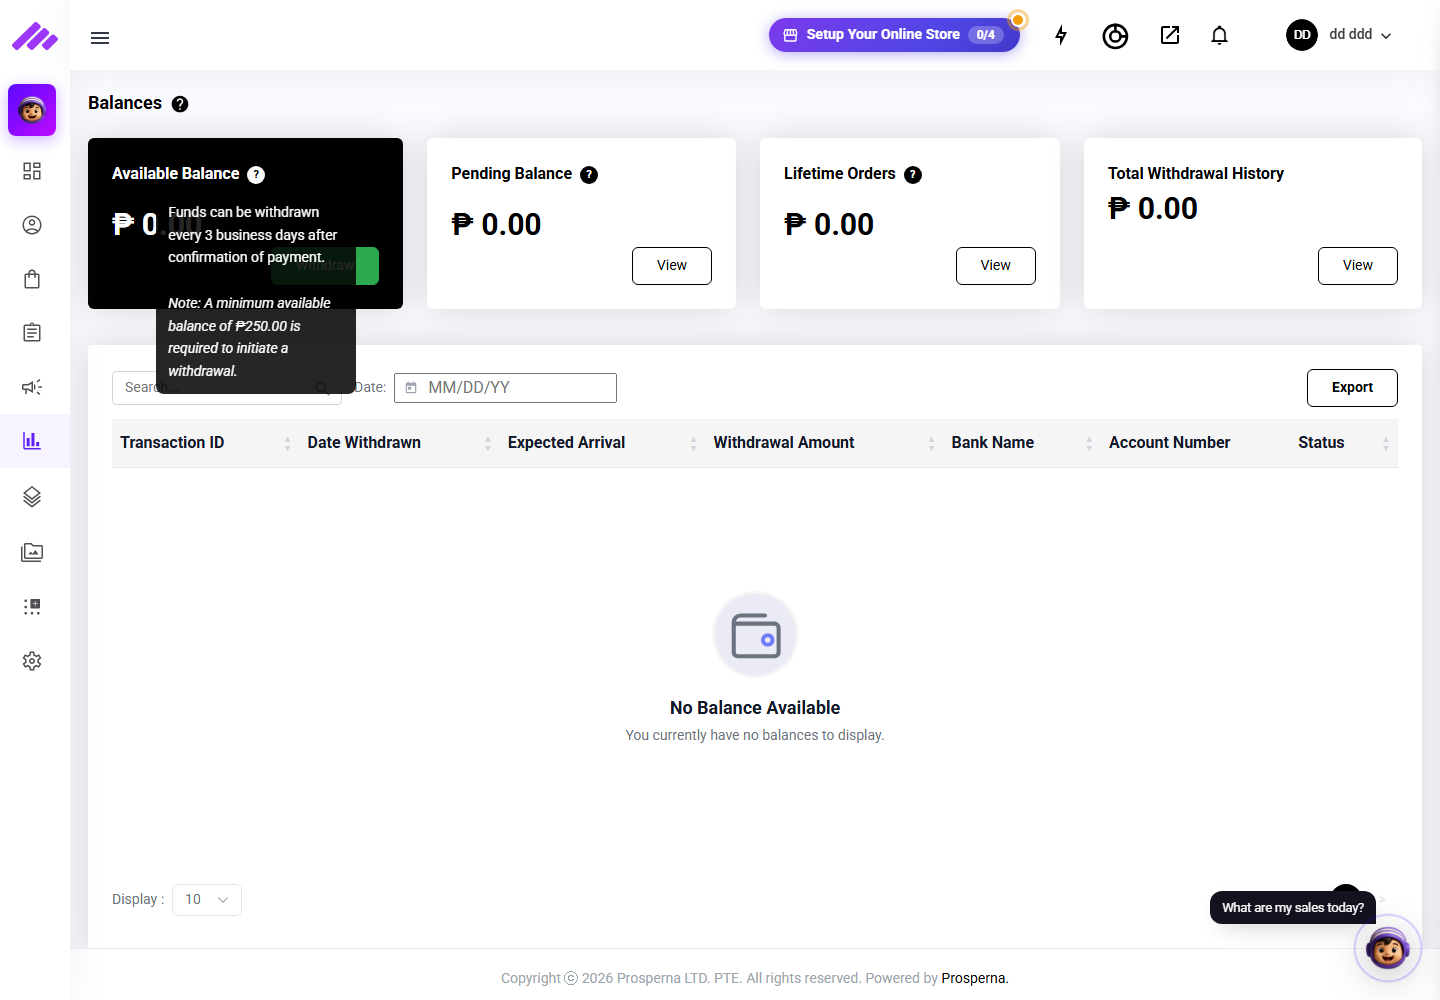 Setup Your Online Store 0/4
DD dd ddd
Balances ?
Available Balance ?
₱ 0.00
Withdraw
Funds can be withdrawn
every 3 business days after
confirmation of payment.
Note: A minimum available
balance of ₱250.00 is
required to initiate a
withdrawal.
Pending Balance ?
₱ 0.00
View
Lifetime Orders ?
₱ 0.00
View
Total Withdrawal History
₱ 0.00
View
Search...
Date:
MM/DD/YY
Export
Transaction ID Date Withdrawn Expected Arrival Withdrawal Amount Bank Name Account Number Status
No Balance Available
You currently have no balances to display.
Display : 10
>
What are my sales today?
Copyright © 2026 Prosperna LTD. PTE. All rights reserved. Powered by Prosperna.